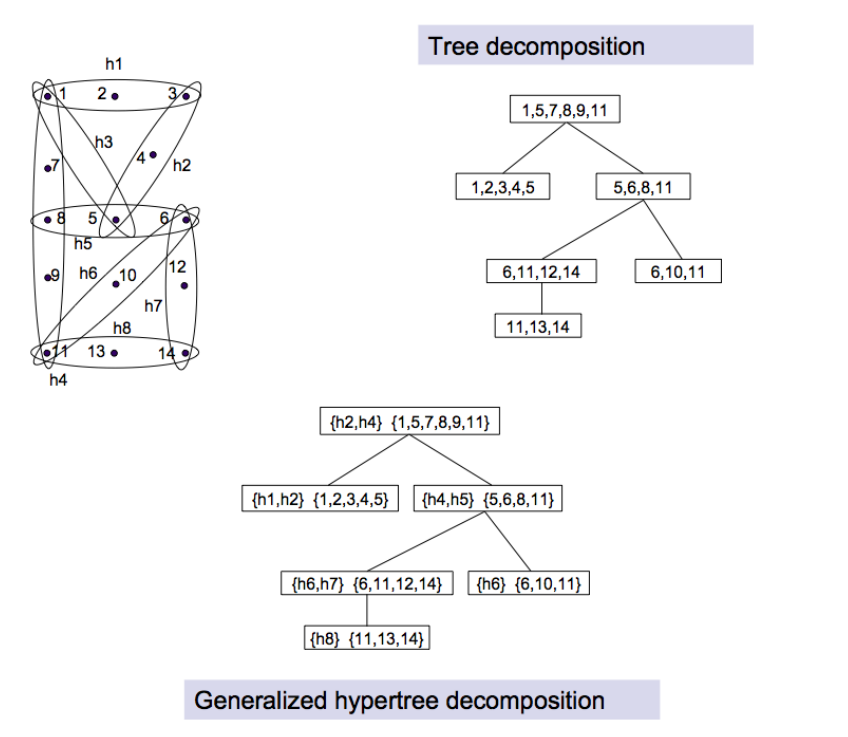 Tree decomposition
h1
1 2 3
h3
4
h2
7
8 5 6
h5
9
h6
10
12
h7
h8
11 13 14
h4
1,5,7,8,9,11
1,2,3,4,5
5,6,8,11
6,11,12,14
6,10,11
11,13,14
{h2,h4} {1,5,7,8,9,11}
{h1,h2} {1,2,3,4,5}
{h4,h5} {5,6,8,11}
{h6,h7} {6,11,12,14}
{h6} {6,10,11}
{h8} {11,13,14}
Generalized hypertree decomposition